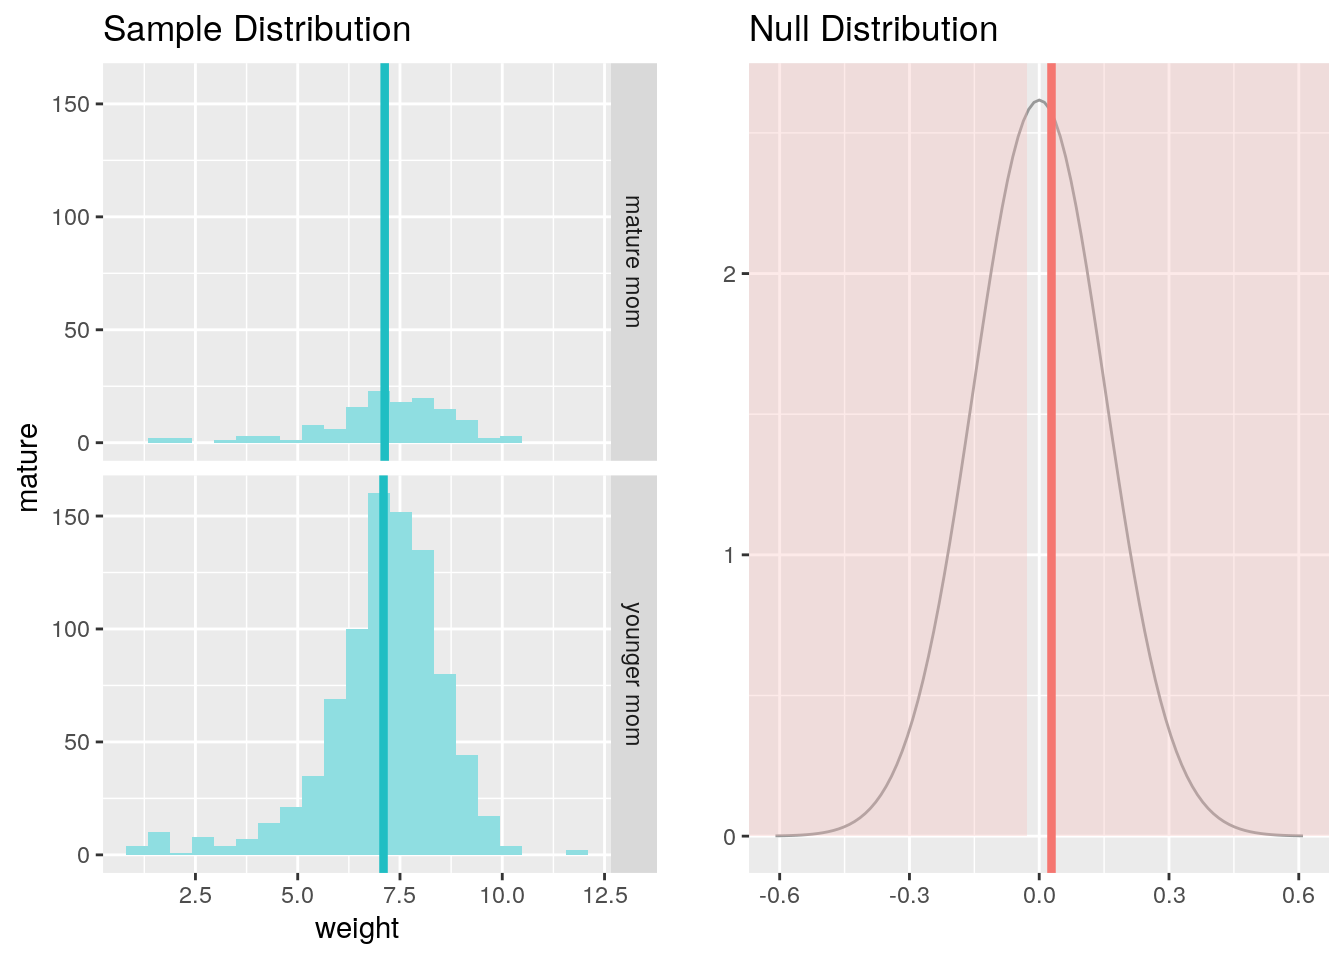 Sample Distribution
150
100
50
0
mature mom
150
100
50
0
younger mom
mature
2.5 5.0 7.5 10.0 12.5
weight
Null Distribution
2
1
0
-0.6 -0.3 0.0 0.3 0.6